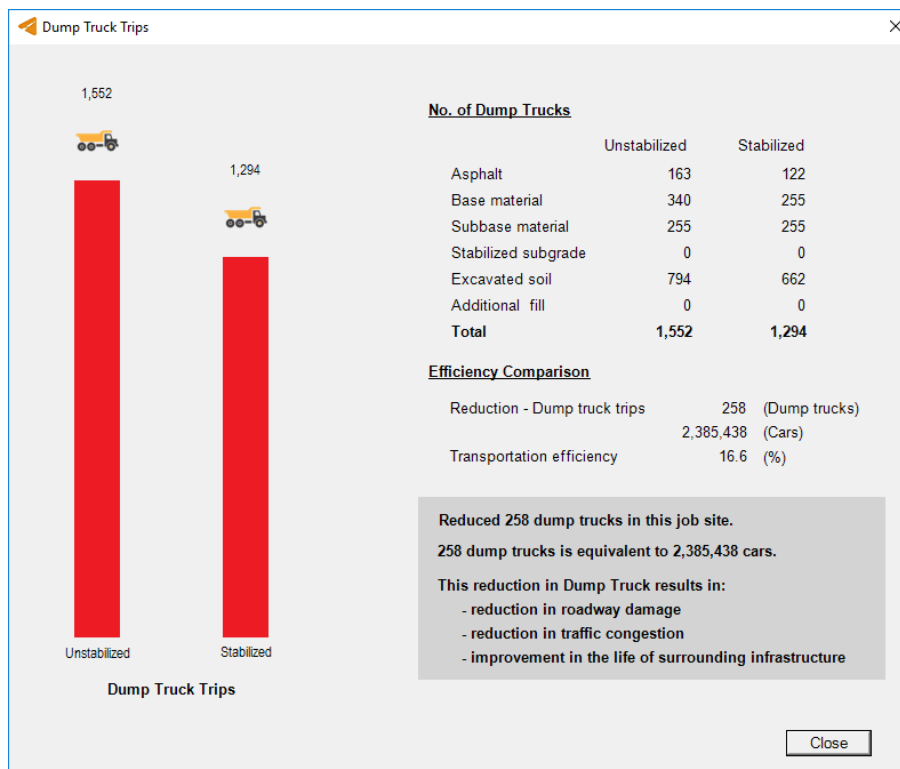 Dump Truck Trips
1,552
1,294
Unstabilized
Stabilized
Dump Truck Trips
No. of Dump Trucks
Unstabilized Stabilized
Asphalt 163 122
Base material 340 255
Subbase material 255 255
Stabilized subgrade 0 0
Excavated soil 794 662
Additional fill 0 0
Total 1,552 1,294
Efficiency Comparison
Reduction - Dump truck trips 258 (Dump trucks)
2,385,438 (Cars)
Transportation efficiency 16.6 (%)
Reduced 258 dump trucks in this job site.
258 dump trucks is equivalent to 2,385,438 cars.
This reduction in Dump Truck results in:
- reduction in roadway damage
- reduction in traffic congestion
- improvement in the life of surrounding infrastructure
Close